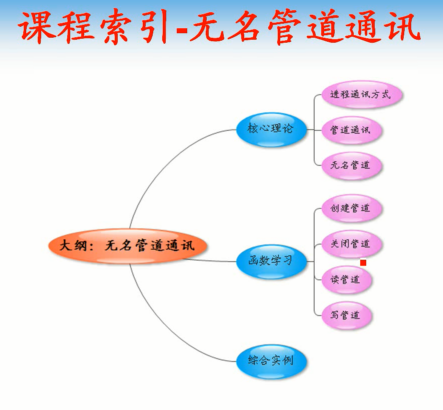 课程索引-无名管道通讯
进程通讯方式
核心理论
管道通讯
无名管道
创建管道
大纲：无名管道通讯
关闭管道
函数学习
读管道
写管道
综合实例